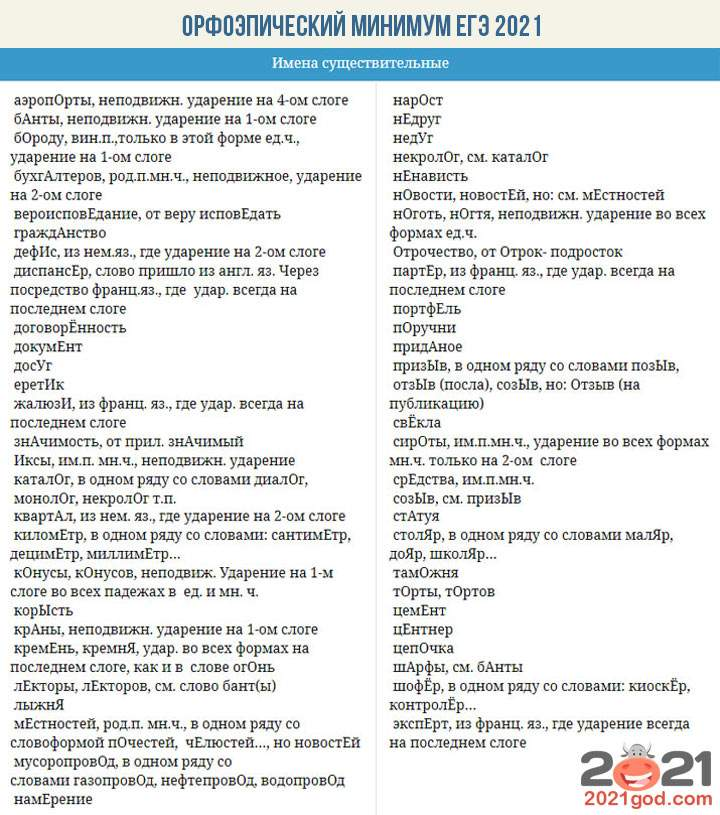 ОРФОЭПИЧЕСКИЙ МИНИМУМ ЕГЭ 2021
Имена существительные
аэропОрты, неподвижн. ударение на 4-ом слоге
бАнты, неподвижн. ударение на 1-ом слоге
бОроду, вин.п.,только в этой форме ед.ч.,
ударение на 1-ом слоге
бухгАлтеров, род.п.мн.ч., неподвижное, ударение
на 2-ом слоге
вероисповЕдание, от веру исповЕдать
граждАнство
дефИс, из нем.яз., где ударение на 2-ом слоге
диспансЕр, слово пришло из англ. яз. Через
посредство франц.яз., где удар. всегда на
последнем слоге
договорЁнность
докумЕнт
досУг
еретИк
жалюзИ, из франц. яз., где удар. всегда на
последнем слоге
знАчимость, от прил. знАчимый
Иксы, им.п. мн.ч., неподвижн. ударение
каталОг, в одном ряду со словами диалОг,
монолОг, некролОг т.п.
квартАл, из нем. яз., где ударение на 2-ом слоге
киломЕтр, в одном ряду со словами: сантимЕтр,
децимЕтр, миллимЕтр...
кОнусы, кОнусов, неподвиж. Ударение на 1-м
слоге во всех падежах в ед. и мн. ч.
корЫсть
крАны, неподвижн. ударение на 1-ом слоге
кремЕнь, кремнЯ, удар. во всех формах на
последнем слоге, как и в слове огОнь
лЕкторы, лЕкторов, см. слово бант(ы)
лыжнЯ
мЕстностей, род.п. мн.ч., в одном ряду со
словоформой пОчестей, чЕлюстей..., но новостЕй
мусоропровОд, в одном ряду со
словами газопровОд, нефтепровОд, водопровОд
намЕрение
нарОст
нЕдруг
недУг
некролОг, см. каталОг
нЕнависть
нОвости, новостЕй, но: см. мЕстностей
нОготь, нОгтя, неподвижн. ударение во всех
формах ед.ч.
Отрочество, от Отрок- подросток
партЕр, из франц. яз., где удар. всегда на
последнем слоге
портфЕль
пОручни
придАное
призЫв, в одном ряду со словами позЫв,
отзЫв (посла), созЫв, но: Отзыв (на
публикацию)
свЁкла
сирОты, им.п.мн.ч., ударение во всех формах
мн.ч. только на 2-ом слоге
срЕдства, им.п.мн.ч.
созЫв, см. призЫв
стАтуя
столЯр, в одном ряду со словами малЯр,
доЯр, школЯр...
тамОжня
тОрты, тОртов
цемЕнт
цЕнтнер
цепОчка
шАрфы, см. бАнты
шофЁр, в одном ряду со словами: киоскЁр,
контролЁр...
экспЕрт, из франц. яз., где ударение всегда
на последнем слоге
2021
2021god.com